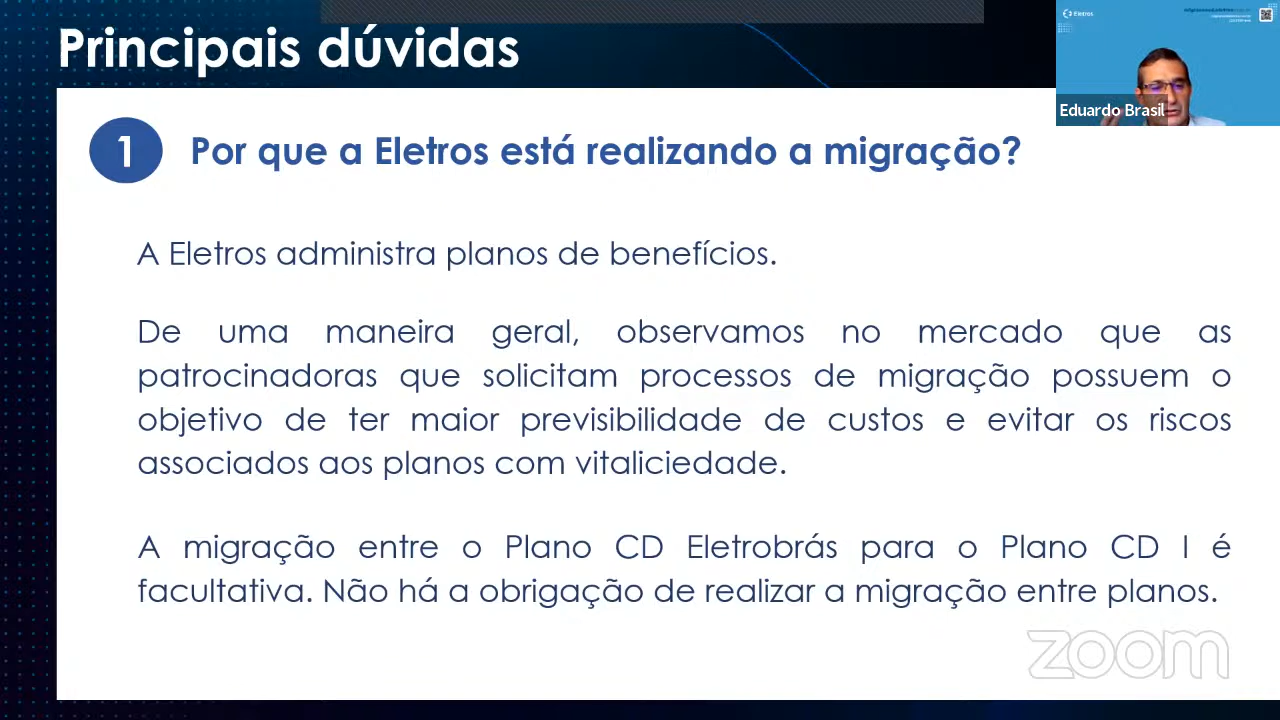 Principais dúvidas
Eletros
Eduardo Brasil
1
Por que a Eletros está realizando a migração?
A Eletros administra planos de benefícios.
De uma maneira geral, observamos no mercado que as
patrocinadoras que solicitam processos de migração possuem o
objetivo de ter maior previsibilidade de custos e evitar os riscos
associados aos planos com vitaliciedade.
A migração entre o Plano CD Eletrobrás para o Plano CD I é
facultativa. Não há a obrigação de realizar a migração entre planos.
zoom